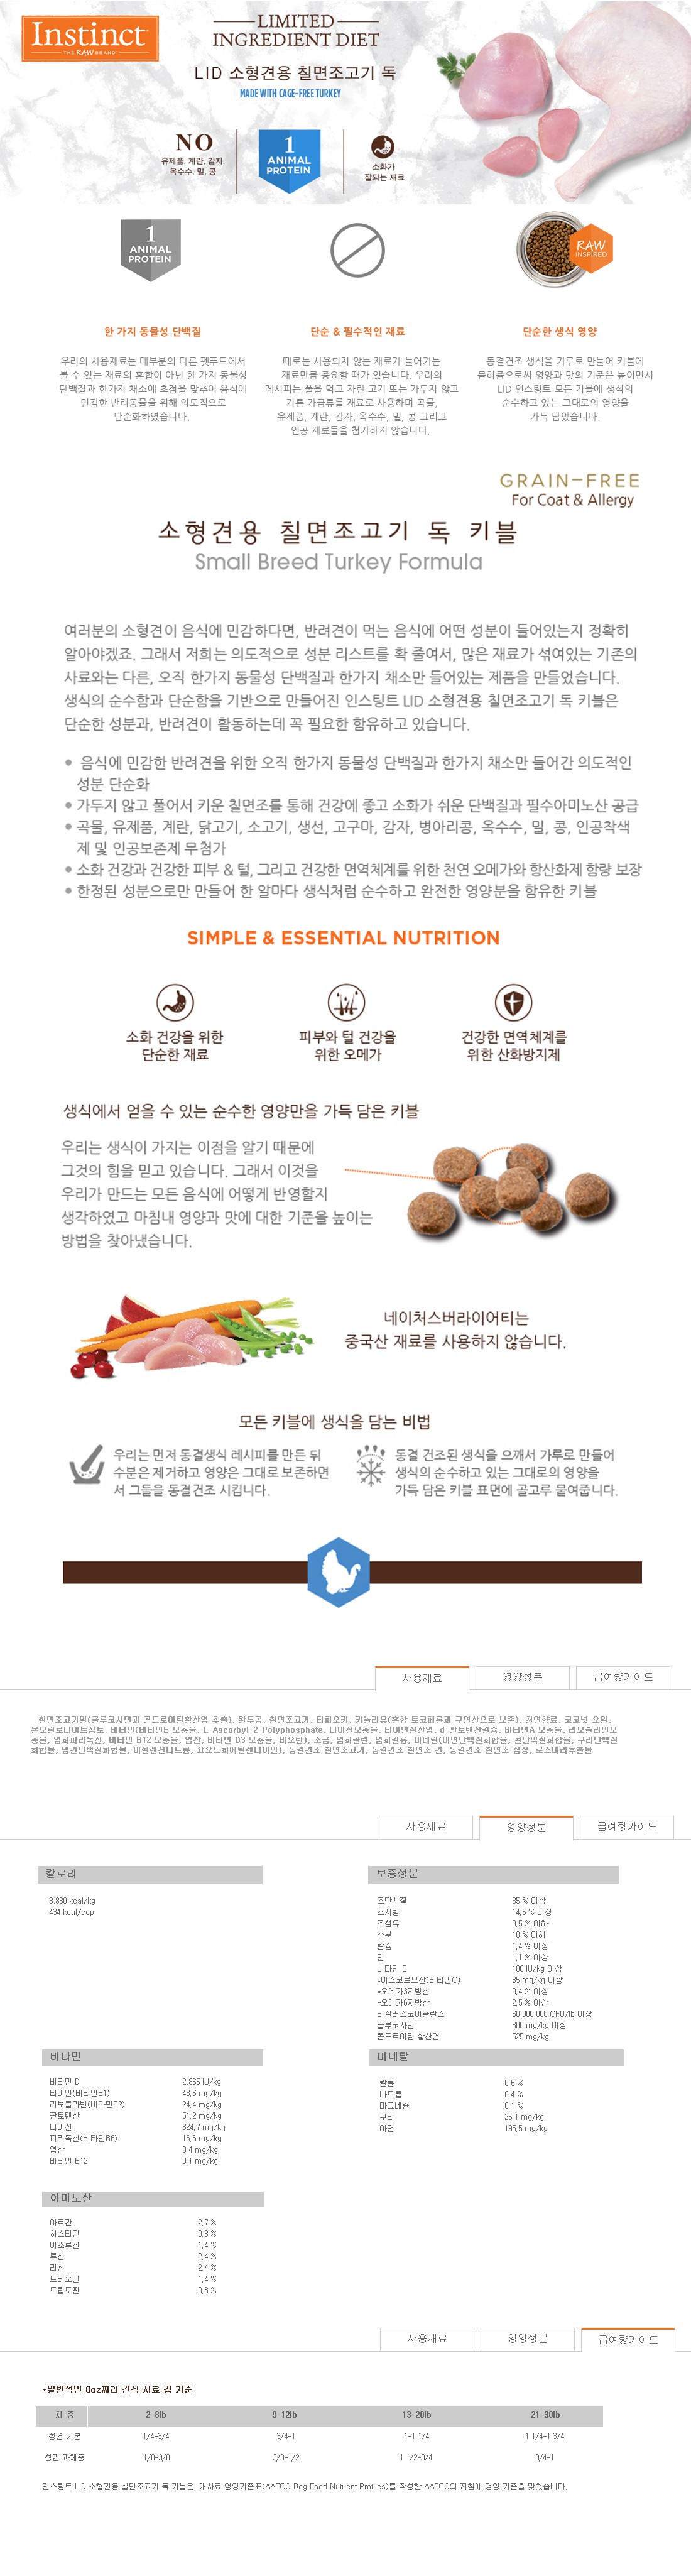 Instinct
THE RAW BRAND
LIMITED
INGREDIENT DIET
LID 소형견용 칠면조고기 독
MADE WITH CAGE-FREE TURKEY
NO
유제품, 계란, 감자,
옥수수, 밀, 콩
1
ANIMAL
PROTEIN
소화가
잘되는 재료
1
ANIMAL
PROTEIN
RAW
INSPIRED
한 가지 동물성 단백질
우리의 사용재료는 대부분의 다른 펫푸드에서
볼 수 있는 재료의 혼합이 아닌 한 가지 동물성
단백질과 한가지 채소에 초점을 맞추어 음식에
민감한 반려동물을 위해 의도적으로
단순화하였습니다.
단순 & 필수적인 재료
때로는 사용되지 않는 재료가 들어가는
재료만큼 중요할 때가 있습니다. 우리의
레시피는 풀을 먹고 자란 고기 또는 가두지 않고
기른 가금류를 재료로 사용하며 곡물,
유제품, 계란, 감자, 옥수수, 밀, 콩 그리고
인공 재료들을 첨가하지 않습니다.
단순한 생식 영양
동결건조 생식을 가루로 만들어 키블에
묻혀줌으로써 영양과 맛의 기준은 높이면서
LID 인스팅트 모든 키블에 생식의
순수하고 있는 그대로의 영양을
가득 담았습니다.
GRAIN-FREE
For Coat & Allergy
소형견용 칠면조고기 독 키블
Small Breed Turkey Formula
여러분의 소형견이 음식에 민감하다면, 반려견이 먹는 음식에 어떤 성분이 들어있는지 정확히
알아야겠죠. 그래서 저희는 의도적으로 성분 리스트를 확 줄여서, 많은 재료가 섞여있는 기존의
사료와는 다른, 오직 한가지 동물성 단백질과 한가지 채소만 들어있는 제품을 만들었습니다.
생식의 순수함과 단순함을 기반으로 만들어진 인스팅트 LID 소형견용 칠면조고기 독 키블은
단순한 성분과, 반려견이 활동하는데 꼭 필요한 함유하고 있습니다.
• 음식에 민감한 반려견을 위한 오직 한가지 동물성 단백질과 한가지 채소만 들어간 의도적인
성분 단순화
• 가두지 않고 풀어서 키운 칠면조를 통해 건강에 좋고 소화가 쉬운 단백질과 필수아미노산 공급
• 곡물, 유제품, 계란, 닭고기, 소고기, 생선, 고구마, 감자, 병아리콩, 옥수수, 밀, 콩, 인공착색
제 및 인공보존제 무첨가
• 소화 건강과 건강한 피부 & 털, 그리고 건강한 면역체계를 위한 천연 오메가와 항산화제 함량 보장
• 한정된 성분으로만 만들어 한 알마다 생식처럼 순수하고 완전한 영양분을 함유한 키블
SIMPLE & ESSENTIAL NUTRITION
소화 건강을 위한
단순한 재료
피부와 털 건강을
위한 오메가
건강한 면역체계를
위한 산화방지제
생식에서 얻을 수 있는 순수한 영양만을 가득 담은 키블
우리는 생식이 가지는 이점을 알기 때문에
그것의 힘을 믿고 있습니다. 그래서 이것을
우리가 만드는 모든 음식에 어떻게 반영할지
생각하였고 마침내 영양과 맛에 대한 기준을 높이는
방법을 찾아냈습니다.
네이처스버라이어티는
중국산 재료를 사용하지 않습니다.
모든 키블에 생식을 담는 비법
우리는 먼저 동결생식 레시피를 만든 뒤
수분은 제거하고 영양은 그대로 보존하면
서 그들을 동결건조 시킵니다.
동결 건조된 생식을 으깨서 가루로 만들어
생식의 순수하고 있는 그대로의 영양을
가득 담은 키블 표면에 골고루 묻여줍니다.
사용재료 영양성분 급여량가이드
칠면조고기밀(글루코사민과 콘드로이틴황산염 추출), 완두콩, 칠면조고기, 타피오카, 카놀라유(혼합 토코페롤과 구연산으로 보존), 천연향료, 코코넛 오일,
몬모릴로나이트점토, 비타민(비타민E 보충물, L-Ascorbyl-2-Polyphosphate, 나이신보충물, 티아민질산염, d-판토텐산칼슘, 비타민A 보충물, 리보플라빈보
충물, 염화피리독신, 비타민 B12 보충물, 엽산, 비타민 D3 보충물, 비오틴), 소금, 염화콜린, 염화칼륨, 미네랄(아연단백질화합물, 철단백질화합물, 구리단백질
화합물, 망간단백질화합물, 아셀렌산나트륨, 요오드화에틸렌디아민), 동결건조 칠면조고기, 동결건조 칠면조 간, 동결건조 칠면조 심장, 로즈마리추출물
사용재료 영양성분 급여량가이드
칼로리
3,880 kcal/kg
434 kcal/cup
보증성분
조단백질 35 % 이상
조지방 14,5 % 이상
조섬유 3,5 % 이하
수분 10 % 이하
칼슘 1,4 % 이상
인 1,1 % 이상
비타민 E 100 IU/kg 이상
*아스코르브산(비타민C) 85 mg/kg 이상
*오메가3지방산 0,4 % 이상
*오메가6지방산 2,5 % 이상
바실러스코아귤란스 60,000,000 CFU/lb 이상
글루코사민 300 mg/kg 이상
콘드로이틴 황산염 525 mg/kg
비타민
비타민 D 2,865 IU/kg
티아민(비타민B1) 43,6 mg/kg
리보플라빈(비타민B2) 24,4 mg/kg
판토텐산 51,2 mg/kg
니아신 324,7 mg/kg
피리독신(비타민B6) 16,6 mg/kg
엽산 3,4 mg/kg
비타민 B12 0,1 mg/kg
미네랄
칼륨 0,6 %
나트륨 0,4 %
마그네슘 0,1 %
구리 25,1 mg/kg
아연 195,5 mg/kg
아미노산
아르간 2,7 %
히스티딘 0,8 %
이소류신 1,4 %
류신 2,4 %
리신 2,4 %
트레오닌 1,4 %
트립토판 0,3 %
사용재료 영양성분 급여량가이드
*일반적인 8oz짜리 건식 사료 컵 기준
체 중 2-8lb 9-12lb 13-20lb 21-30lb
성견 기본 1/4-3/4 3/4-1 1-1 1/4 1 1/4-1 3/4
성견 과체중 1/8-3/8 3/8-1/2 1 1/2-3/4 3/4-1
인스팅트 LID 소형견용 칠면조고기 독 키블은, 개사료 영양기준표(AAFCO Dog Food Nutrient Profiles)를 작성한 AAFCO의 지침에 영양 기준을 맞췄습니다.